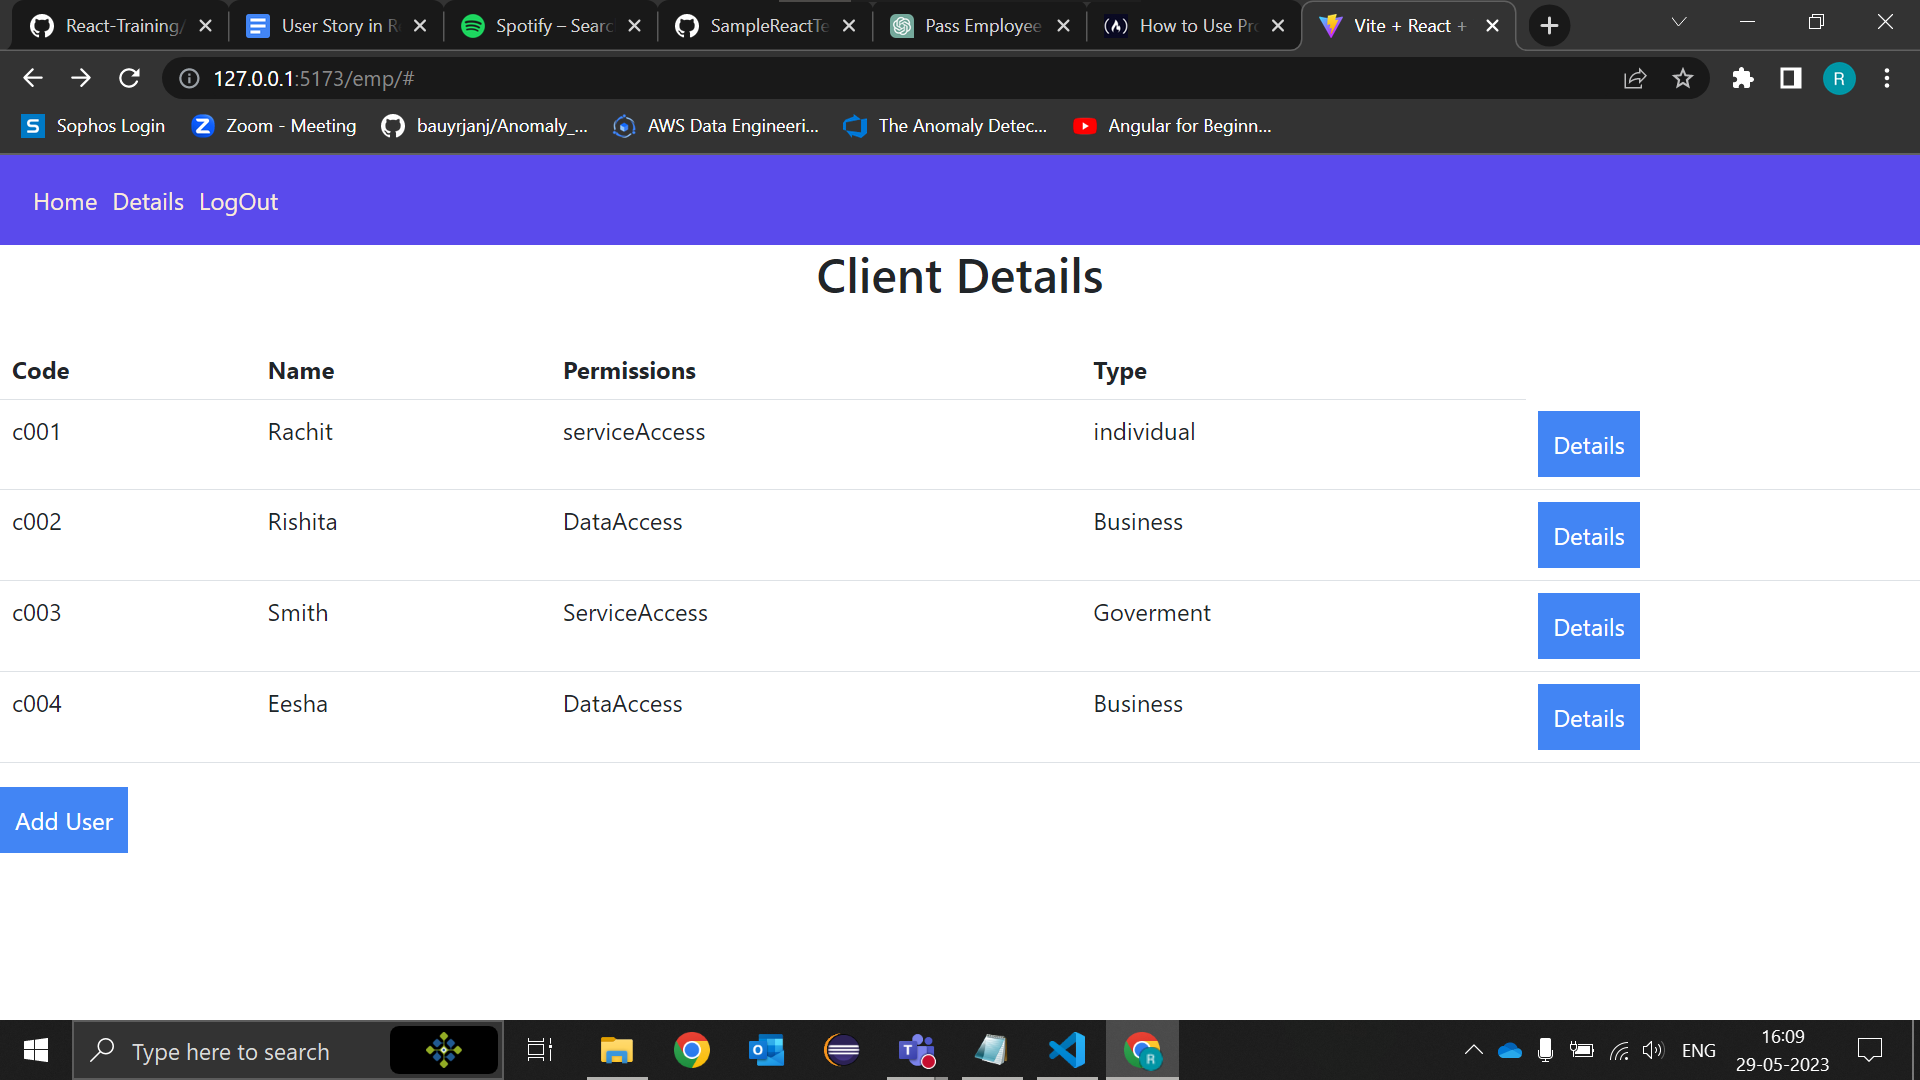 React-Training/ User Story in R Spotify – Searc SampleReactTe Pass Employee How to Use Pro Vite + React +
127.0.0.1:5173/emp/# R
Sophos Login Zoom - Meeting bauyrjanj/Anomaly_... AWS Data Engineeri... The Anomaly Detec... Angular for Beginn...
Home Details LogOut
Client Details
Code Name Permissions Type
c001 Rachit serviceAccess individual Details
c002 Rishita DataAccess Business Details
c003 Smith ServiceAccess Goverment Details
c004 Eesha DataAccess Business Details
Add User
Type here to search ENG 16:09
29-05-2023